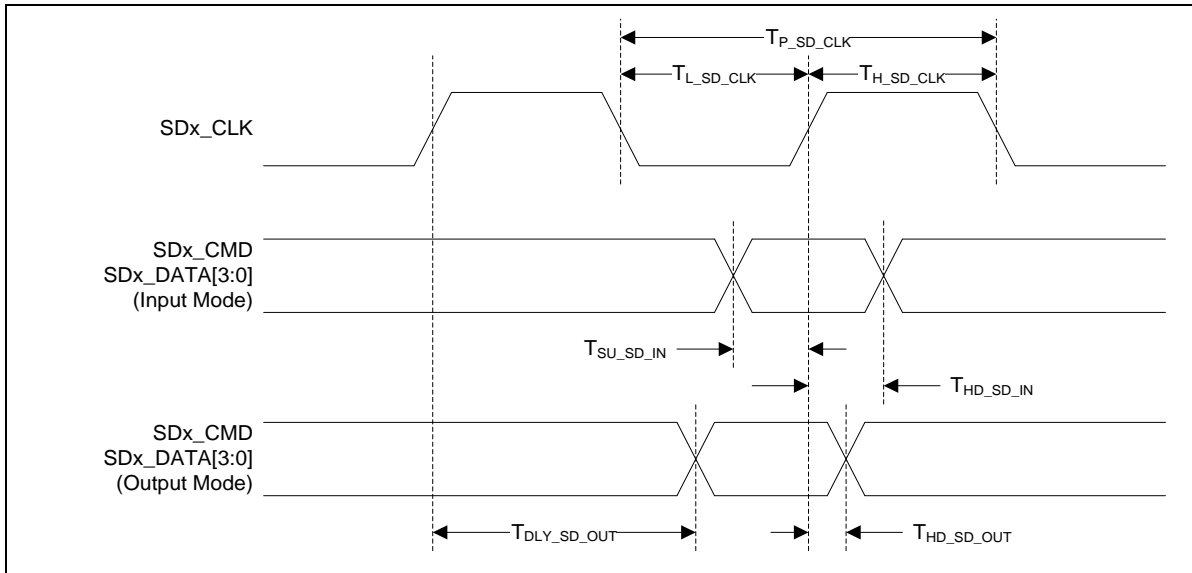 T_P_SD_CLK
T_L_SD_CLK
T_H_SD_CLK
SDx_CLK
SDx_CMD
SDx_DATA[3:0]
(Input Mode)
T_SU_SD_IN
T_HD_SD_IN
SDx_CMD
SDx_DATA[3:0]
(Output Mode)
T_DLY_SD_OUT
T_HD_SD_OUT